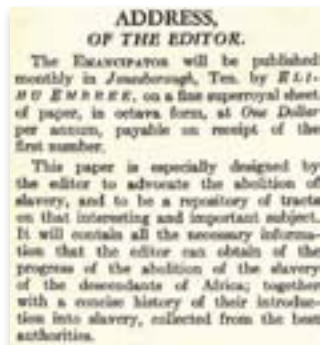 ADDRESS,
OF THE EDITOR.
The EMANCIPATOR will be published
monthly in Jonesborough, Ten. by ELI-
HU EMBREE, on a fine superroyal sheet
of paper, in octavo form, at One Dollar
per annum, payable on receipt of the
first number.
This paper is especially designed by
the editor to advocate the abolition of
slavery, and to be a repository of tracts
on that interesting and important subject.
It will contain all the necessary informa-
tion that the editor can obtain of the
progress of the abolition of the slavery
of the descendants of Africa; together
with a concise history of their introduc-
tion into slavery, collected from the best
authorities.